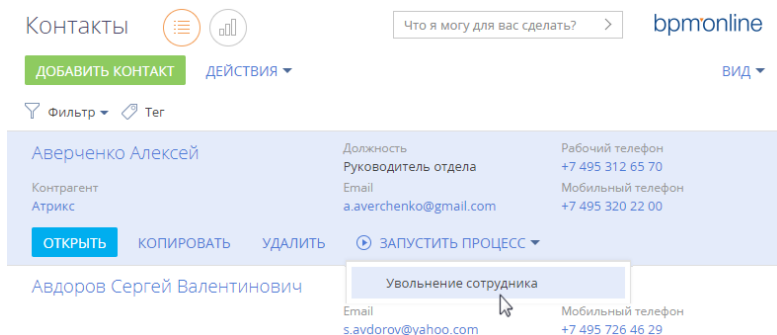 Контакты
Что я могу для вас сделать?
bpmonline
ДОБАВИТЬ КОНТАКТ ДЕЙСТВИЯ ВИД
Фильтр Тег
Аверченко Алексей
Должность
Руководитель отдела
Рабочий телефон
+7 495 312 65 70
Контрагент
Атрикс
Email
a.averchenko@gmail.com
Мобильный телефон
+7 495 320 22 00
ОТКРЫТЬ КОПИРОВАТЬ УДАЛИТЬ ЗАПУСТИТЬ ПРОЦЕСС
Увольнение сотрудника
Авдоров Сергей Валентинович
Email
s.avdorov@yahoo.com
Мобильный телефон
+7 495 726 46 29